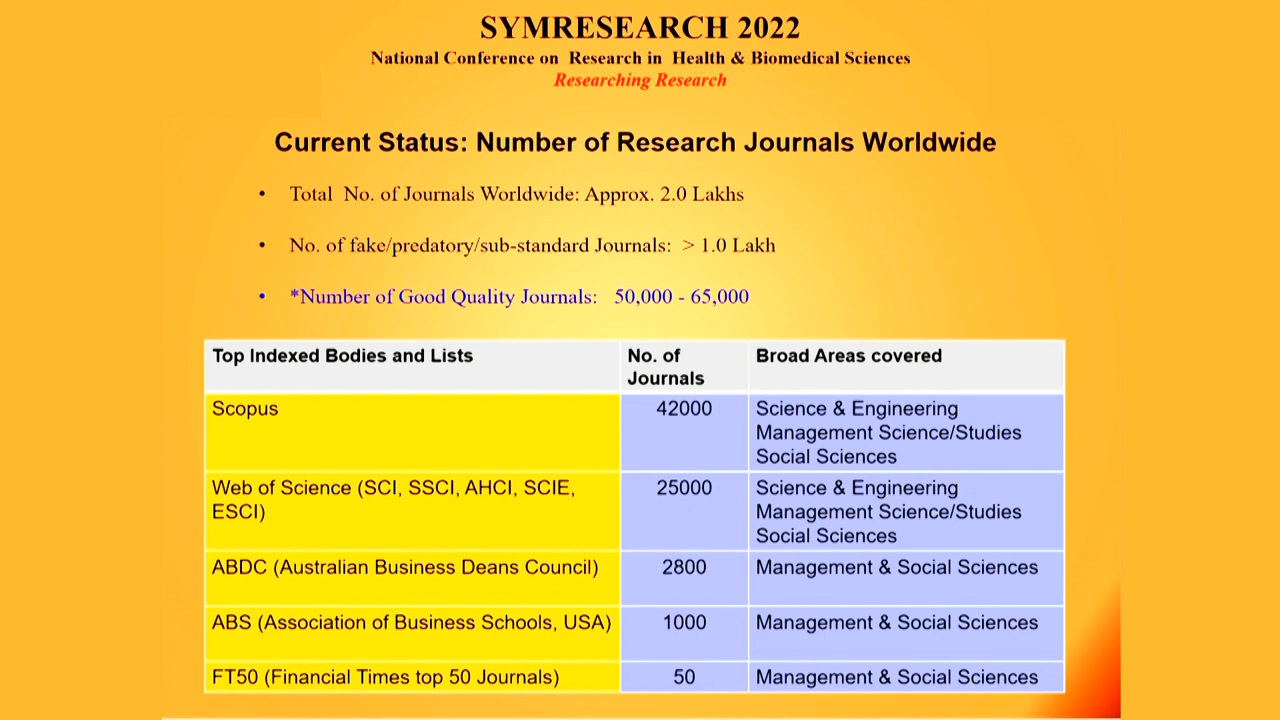 SYMRESEARCH 2022
National Conference on Research in Health & Biomedical Sciences
Researching Research
Current Status: Number of Research Journals Worldwide
• Total No. of Journals Worldwide: Approx. 2.0 Lakhs
• No. of fake/predatory/sub-standard Journals: > 1.0 Lakh
• *Number of Good Quality Journals: 50,000 - 65,000
Top Indexed Bodies and Lists
No. of
Journals
Broad Areas covered
Scopus
42000
Science & Engineering
Management Science/Studies
Social Sciences
Web of Science (SCI, SSCI, AHCI, SCIE,
ESCI)
25000
Science & Engineering
Management Science/Studies
Social Sciences
ABDC (Australian Business Deans Council)
2800
Management & Social Sciences
ABS (Association of Business Schools, USA)
1000
Management & Social Sciences
FT50 (Financial Times top 50 Journals)
50
Management & Social Sciences